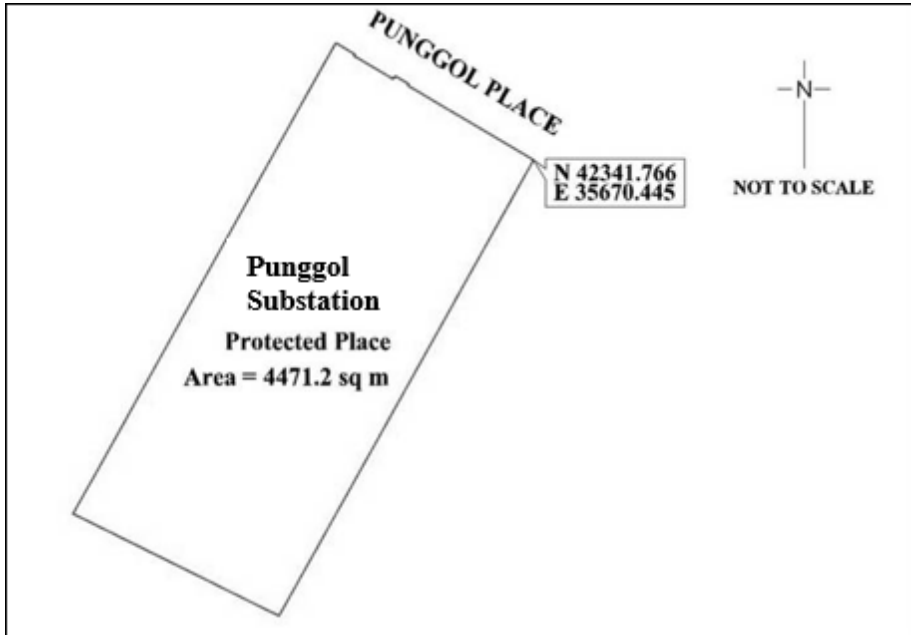 PUNGGOL PLACE
N 42341.766
E 35670.445
N
NOT TO SCALE
Punggol
Substation
Protected Place
Area = 4471.2 sq m